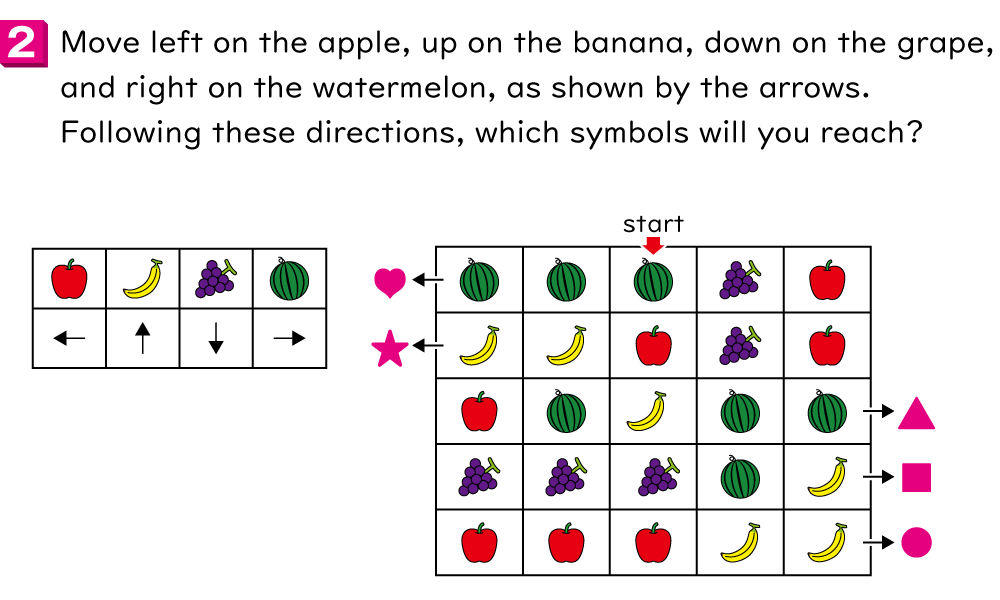 2 Move left on the apple, up on the banana, down on the grape,
and right on the watermelon, as shown by the arrows.
Following these directions, which symbols will you reach?
start